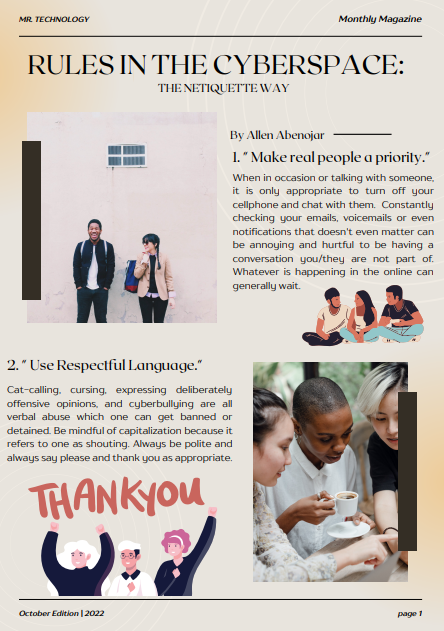 MR. TECHNOLOGY
Monthly Magazine
RULES IN THE CYBERSPACE:
THE NETIQUETTE WAY
By Allen Abenojar
1. " Make real people a priority."
When in occasion or talking with someone,
it is only appropriate to turn off your
cellphone and chat with them. Constantly
checking your emails, voicemails or even
notifications that doesn't even matter can
be annoying and hurtful to be having a
conversation you/they are not part of.
Whatever is happening in the online can
generally wait.
2. " Use Respectful Language."
Cat-calling, cursing, expressing deliberately
offensive opinions, and cyberbullying are all
verbal abuse which one can get banned or
detained. Be mindful of capitalization because it
refers to one as shouting. Always be polite and
always say please and thank you as appropriate.
THANKYOU
October Edition | 2022
page 1